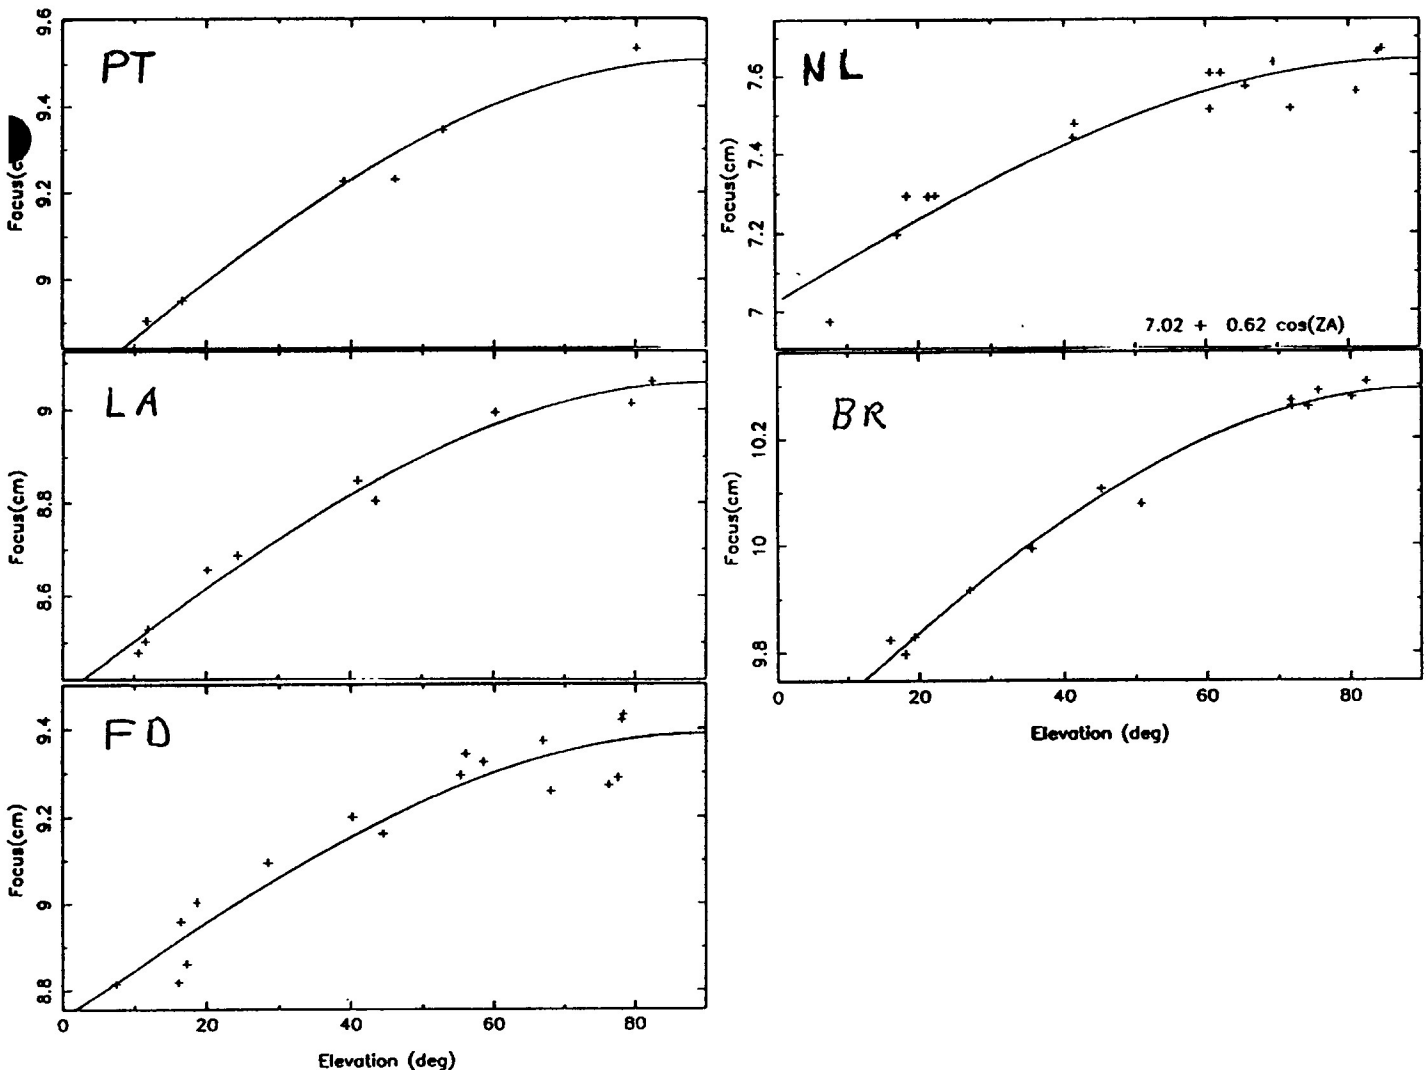 PT
9.6
9.4
9.2
9
Focus(c
NL
7.6
7.4
7.2
7
Focus(cm)
7.02 + 0.62 cos(ZA)
LA
9
8.8
8.6
Focus(cm)
BR
10.2
10
9.8
Focus(cm)
0 20 40 60 80
Elevation (deg)
FD
9.4
9.2
9
8.8
Focus(cm)
0 20 40 60 80
Elevation (deg)